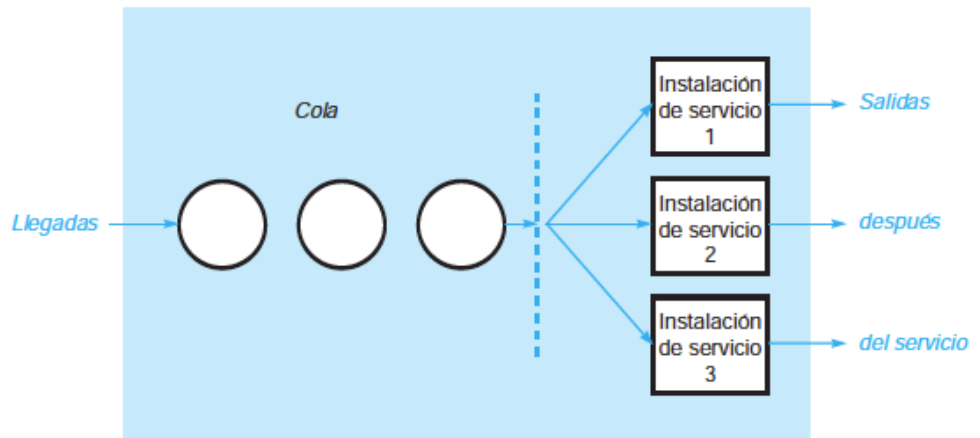 Cola
Llegadas
Instalación
de servicio
1
Salidas
Instalación
de servicio
2
después
Instalación
de servicio
3
del servicio